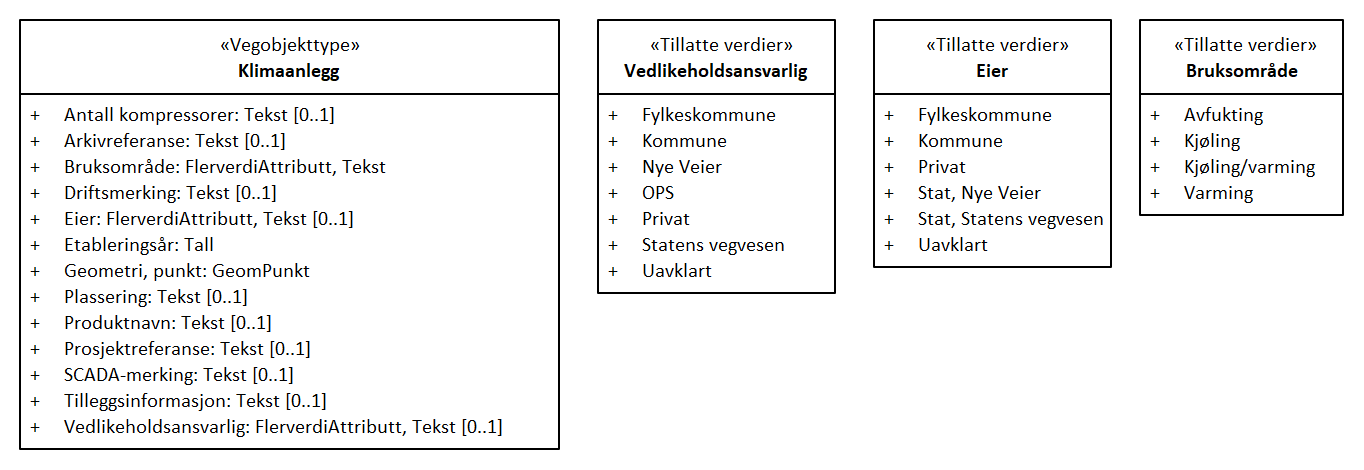 «Vegobjekttype»
Klimaanlegg
+ Antall kompressorer: Tekst [0..1]
+ Arkivreferanse: Tekst [0..1]
+ Bruksområde: FlerverdiAttributt, Tekst
+ Driftsmerking: Tekst [0..1]
+ Eier: FlerverdiAttributt, Tekst [0..1]
+ Etableringsår: Tall
+ Geometri, punkt: GeomPunkt
+ Plassering: Tekst [0..1]
+ Produktnavn: Tekst [0..1]
+ Prosjektreferanse: Tekst [0..1]
+ SCADA-merking: Tekst [0..1]
+ Tilleggsinformasjon: Tekst [0..1]
+ Vedlikeholdsansvarlig: FlerverdiAttributt, Tekst [0..1]
«Tillatte verdier»
Vedlikeholdsansvarlig
+ Fylkeskommune
+ Kommune
+ Nye Veier
+ OPS
+ Privat
+ Statens vegvesen
+ Uavklart
«Tillatte verdier»
Eier
+ Fylkeskommune
+ Kommune
+ Privat
+ Stat, Nye Veier
+ Stat, Statens vegvesen
+ Uavklart
«Tillatte verdier»
Bruksområde
+ Avfukting
+ Kjøling
+ Kjøling/varming
+ Varming